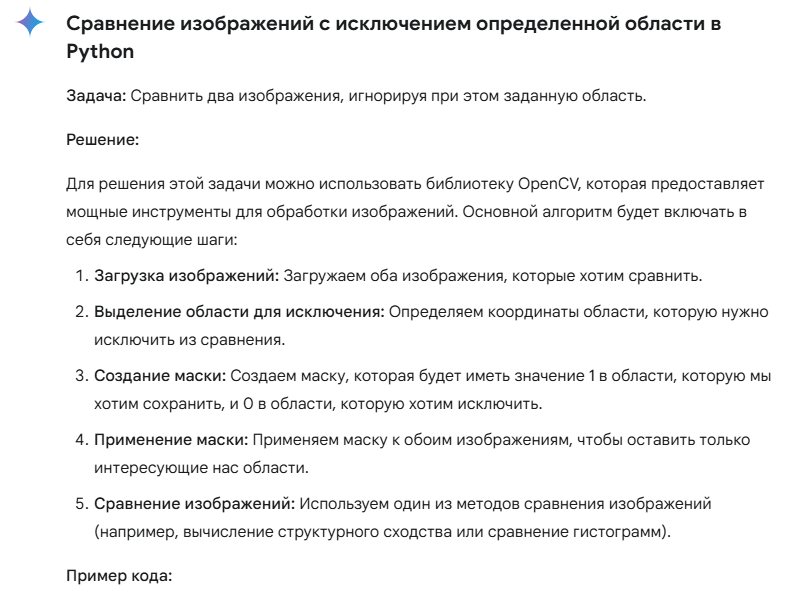 Сравнение изображений с исключением определенной области в
Python
Задача: Сравнить два изображения, игнорируя при этом заданную область.
Решение:
Для решения этой задачи можно использовать библиотеку OpenCV, которая предоставляет
мощные инструменты для обработки изображений. Основной алгоритм будет включать в
себя следующие шаги:
1. Загрузка изображений: Загружаем оба изображения, которые хотим сравнить.
2. Выделение области для исключения: Определяем координаты области, которую нужно
исключить из сравнения.
3. Создание маски: Создаем маску, которая будет иметь значение 1 в области, которую мы
хотим сохранить, и 0 в области, которую хотим исключить.
4. Применение маски: Применяем маску к обоим изображениям, чтобы оставить только
интересующие нас области.
5. Сравнение изображений: Используем один из методов сравнения изображений
(например, вычисление структурного сходства или сравнение гистограмм).
Пример кода: